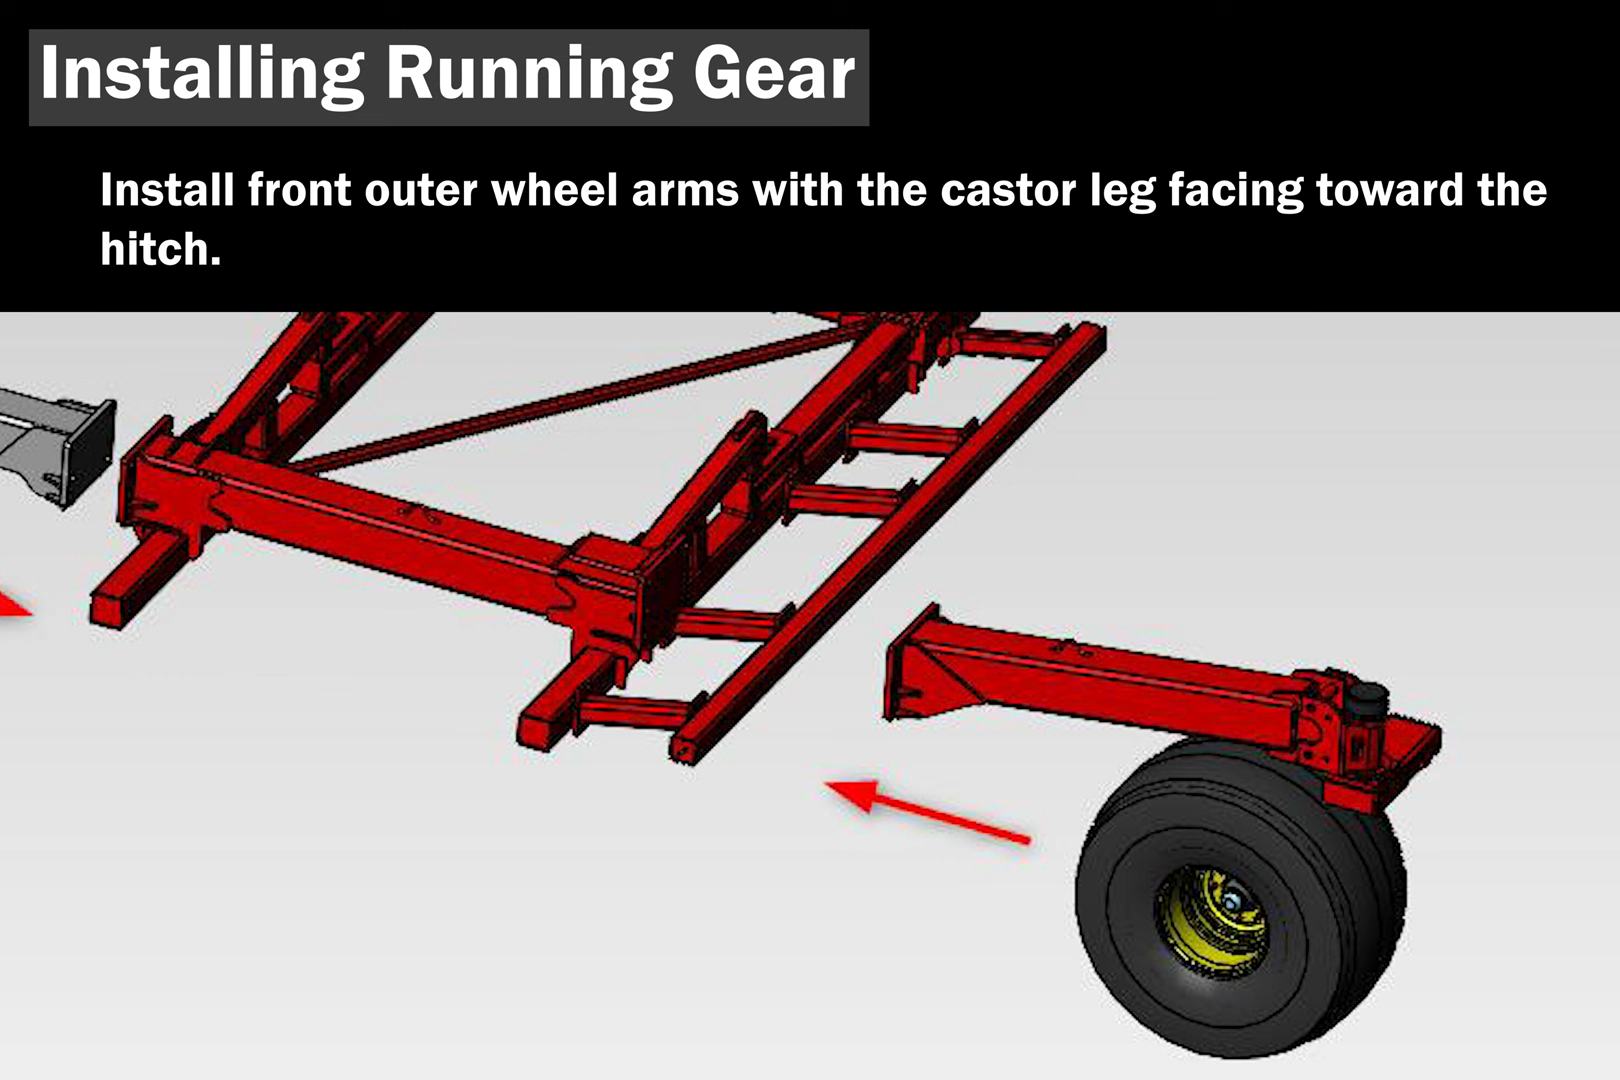 Installing Running Gear
Install front outer wheel arms with the castor leg facing toward the
hitch.